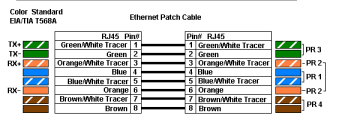 Color Standard
EIA/TIA T568A
Ethernet Patch Cable
RJ45 Pin# Pin# RJ45
TX+ Green/White Tracer 1 1 Green/White Tracer
TX- Green 2 2 Green PR 3
RX+ Orange/White Tracer 3 3 Orange/White Tracer PR 2
Blue 4 4 Blue
Blue/White Tracer 5 5 Blue/White Tracer PR 1
RX- Orange 6 6 Orange PR 2
Brown/White Tracer 7 7 Brown/White Tracer
Brown 8 8 Brown PR 4